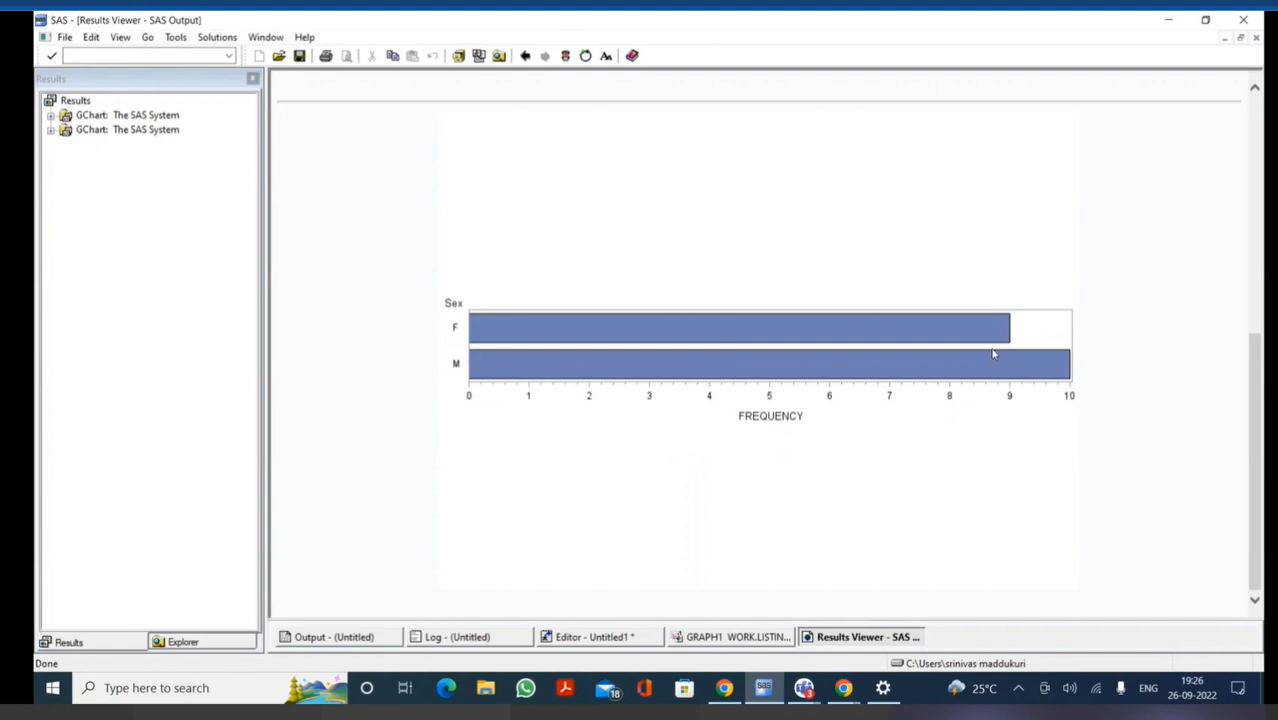 SAS - [Results Viewer - SAS Output]
File Edit View Go Tools Solutions Window Help
Results
Results
GChart: The SAS System
GChart: The SAS System
Sex
F
M
0 1 2 3 4 5 6 7 8 9 10
FREQUENCY
Results Explorer
Output - (Untitled) Log - (Untitled) Editor - Untitled1 * GRAPH1 WORK.LISTIN... Results Viewer - SAS ...
Done C:\Users\srinivas maddukuri
Type here to search 18 sas 25°C ENG 19:26
26-09-2022